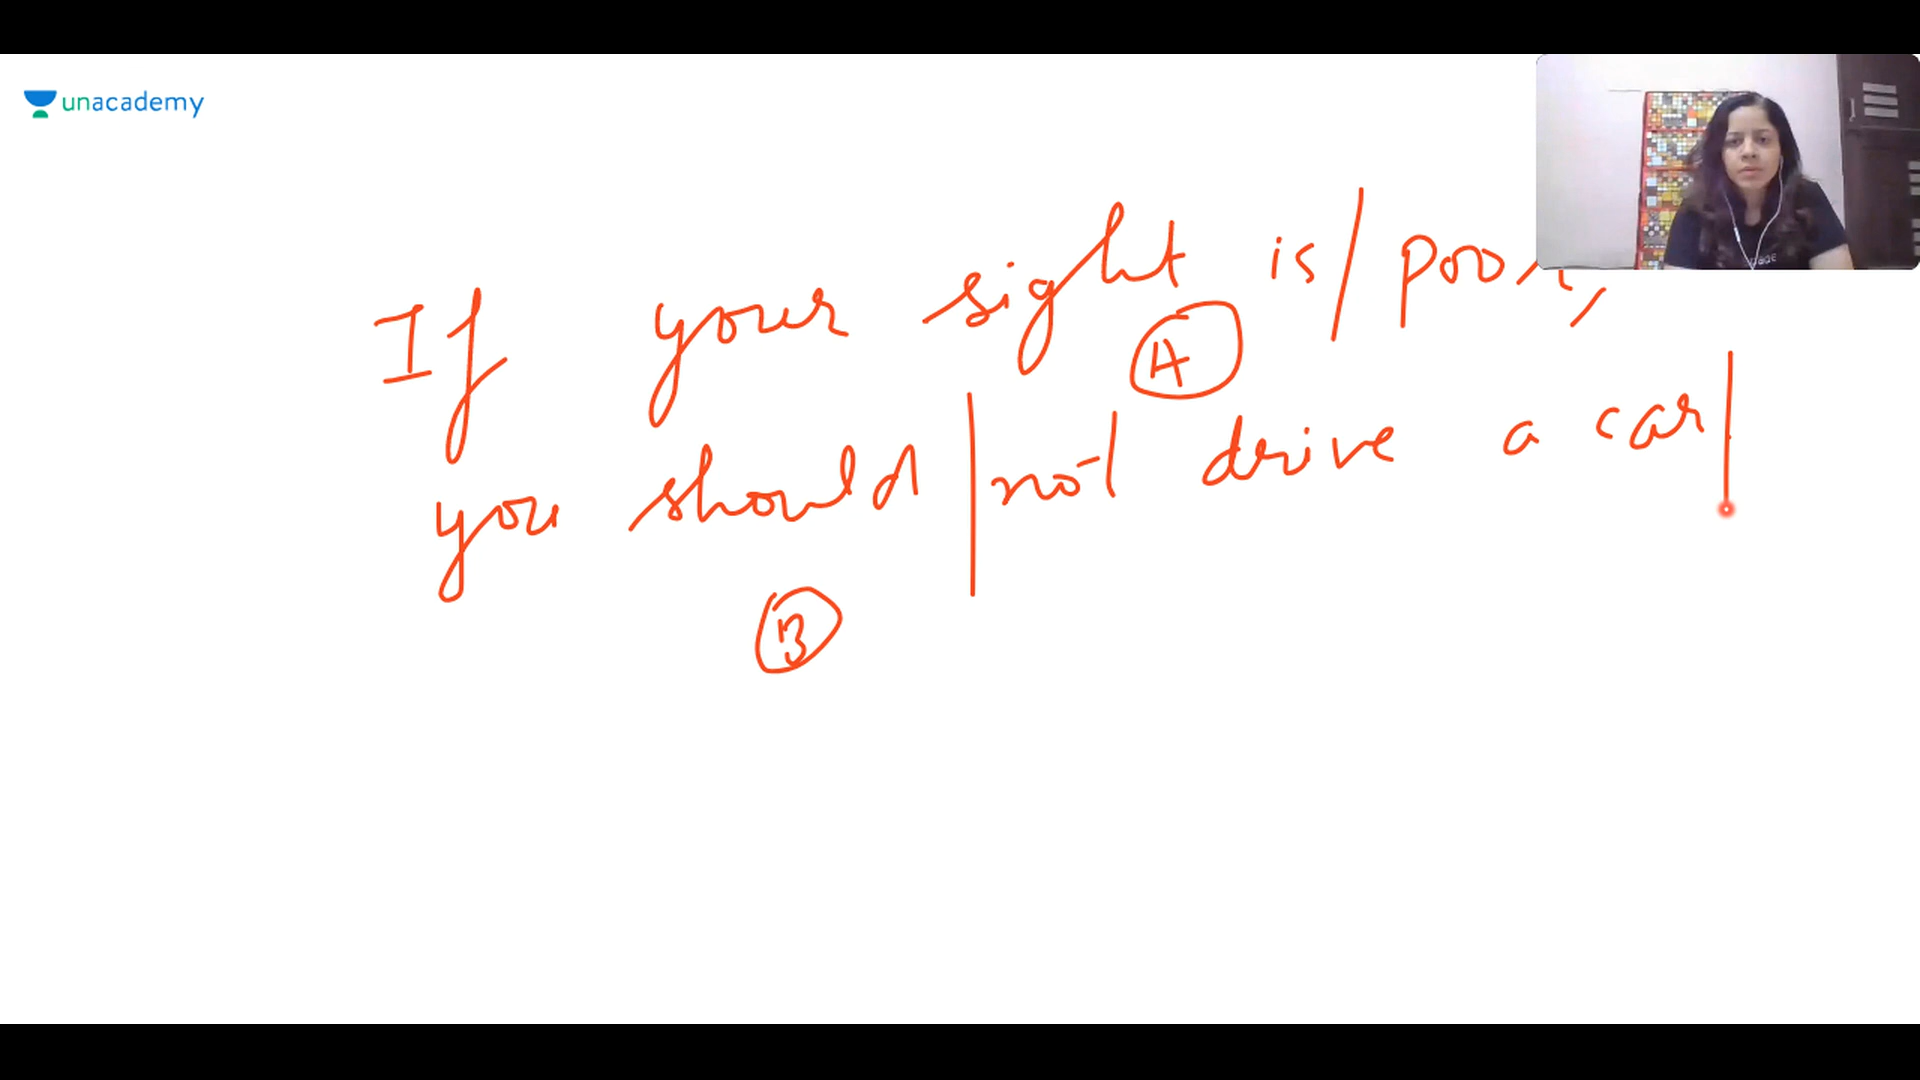 unacademy
If your sight is / poor,
A
you should | not drive a car |
B